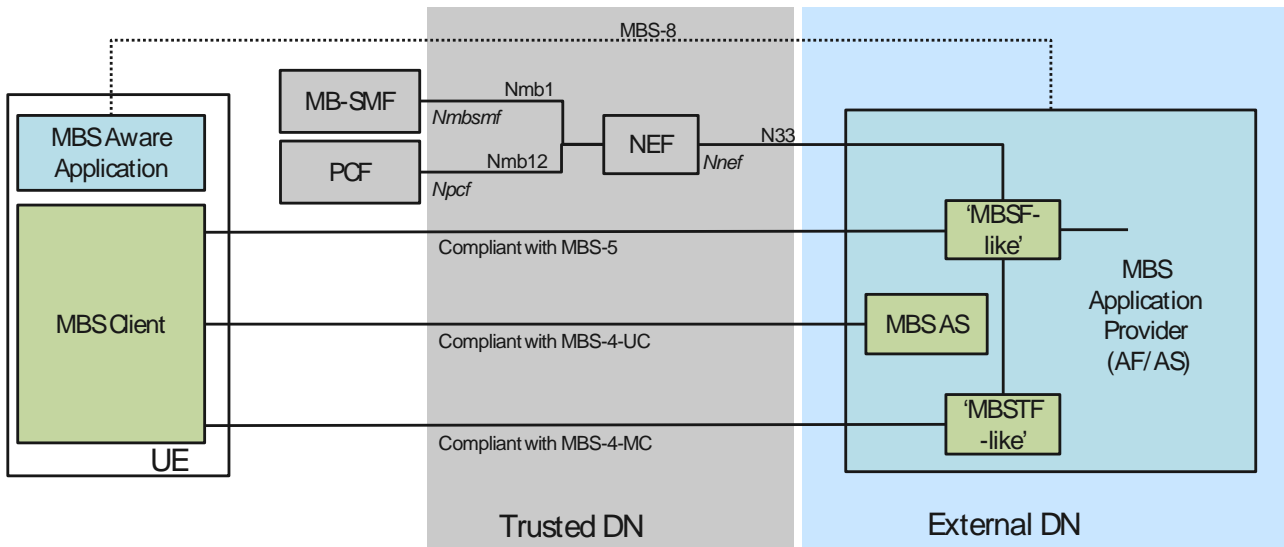 MBS-8
MB-SMF
Nmb1
Nmbsmf
MBS Aware
Application
NEF
N33
Nnef
PCF
Nmb12
Npcf
'MBSF-
like'
Compliant with MBS-5
MBS
Application
Provider
(AF/AS)
MBS Client
MBS AS
Compliant with MBS-4-UC
'MBSTF
-like'
Compliant with MBS-4-MC
UE
Trusted DN
External DN